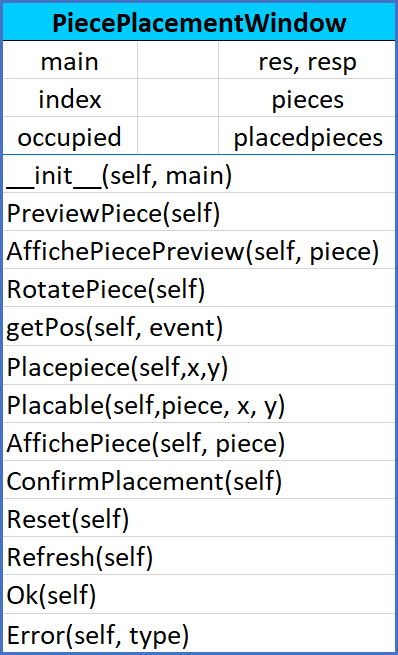 PiecePlacementWindow
main res, resp
index pieces
occupied placedpieces
__init__(self, main)
PreviewPiece(self)
AffichePiecePreview(self, piece)
RotatePiece(self)
getPos(self, event)
Placepiece(self,x,y)
Placable(self,piece, x, y)
AffichePiece(self, piece)
ConfirmPlacement(self)
Reset(self)
Refresh(self)
Ok(self)
Error(self, type)